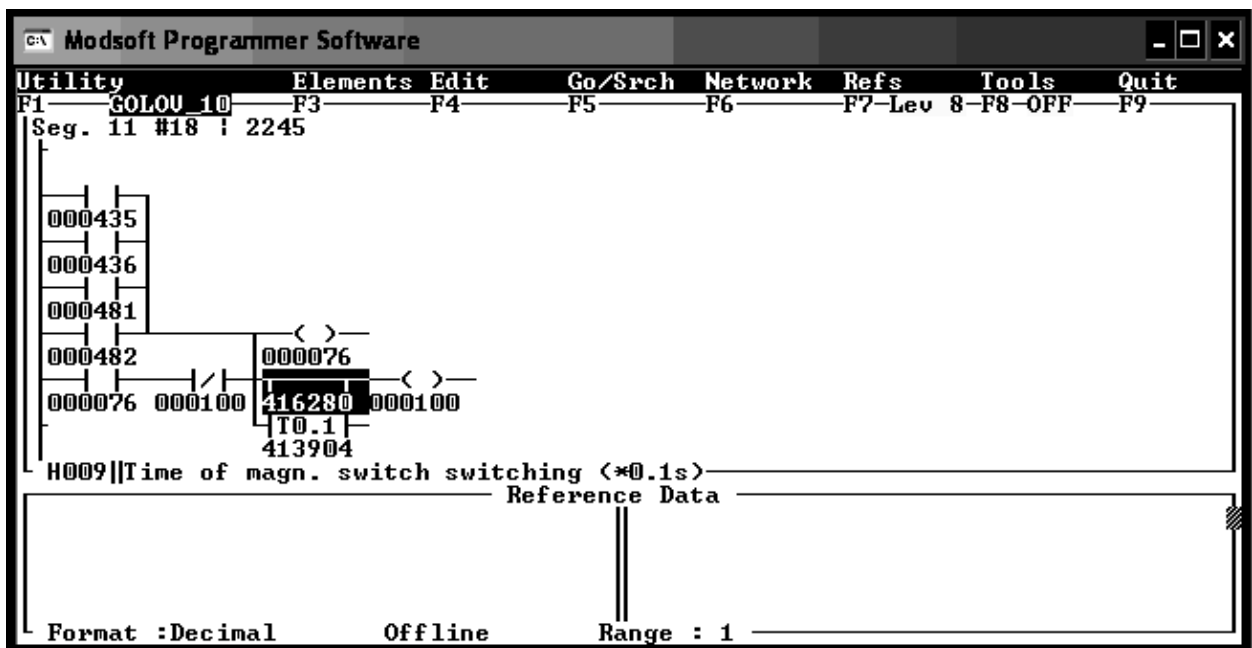 Modsoft Programmer Software
Utility Elements Edit Go/Srch Network Refs Tools Quit
F1 GOLOV_10 F3 F4 F5 F6 F7-Lev 8-F8-OFF F9
Seg. 11 #18 ¦ 2245
000435
000436
000481
( )
000482 000076
/ ( )
000076 000100 416280 000100
T0.1
413904
H009||Time of magn. switch switching (*0.1s)
Reference Data
Format :Decimal Offline Range : 1